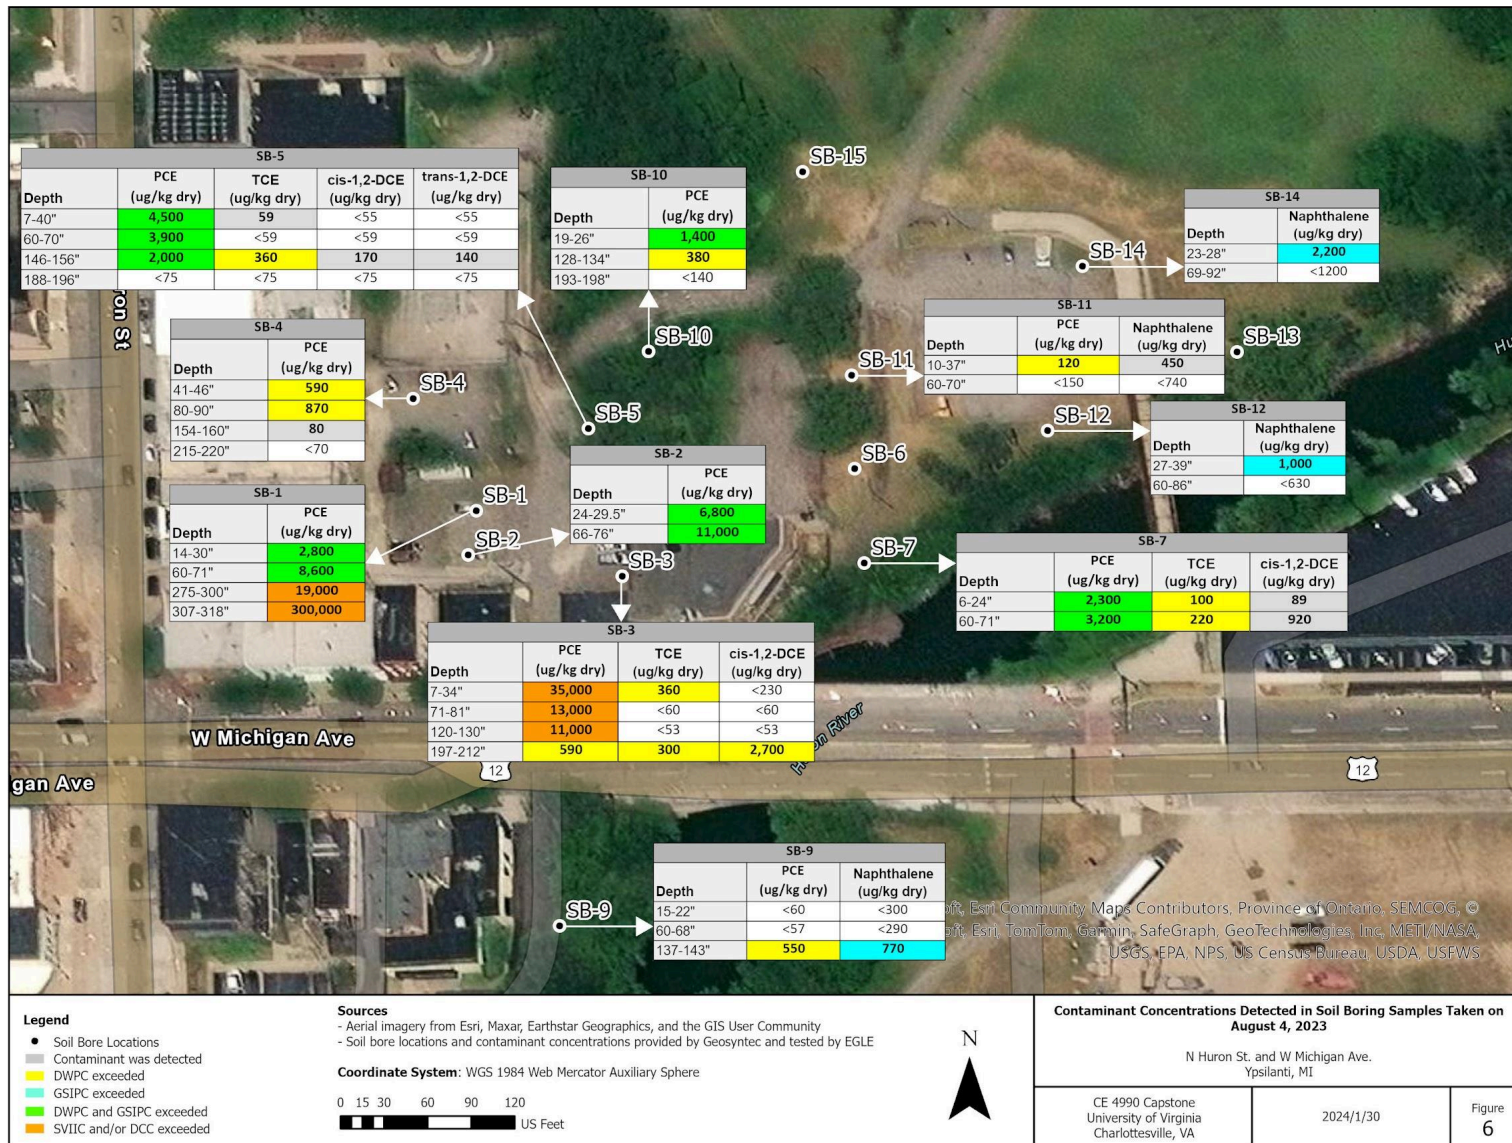 SB-15
SB-5
Depth PCE (ug/kg dry) TCE (ug/kg dry) cis-1,2-DCE (ug/kg dry) trans-1,2-DCE (ug/kg dry)
7-40" 4,500 59 <55 <55
60-70" 3,900 <59 <59 <59
146-156" 2,000 360 170 140
188-196" <75 <75 <75 <75
SB-10
Depth PCE (ug/kg dry)
19-26" 1,400
128-134" 380
193-198" <140
SB-14
Depth Naphthalene (ug/kg dry)
23-28" 2,200
69-92" <1200
SB-14
ron St
SB-4
Depth PCE (ug/kg dry)
41-46" 590
80-90" 870
154-160" 80
215-220" <70
SB-4
SB-10
SB-5
SB-11
SB-11
Depth PCE (ug/kg dry) Naphthalene (ug/kg dry)
10-37" 120 450
60-70" <150 <740
SB-13
Hu
SB-12
SB-12
Depth Naphthalene (ug/kg dry)
27-39" 1,000
60-86" <630
SB-6
SB-2
Depth PCE (ug/kg dry)
24-29.5" 6,800
66-76" 11,000
SB-1
Depth PCE (ug/kg dry)
14-30" 2,800
60-71" 8,600
275-300" 19,000
307-318" 300,000
SB-1
SB-2
SB-3
SB-7
SB-7
Depth PCE (ug/kg dry) TCE (ug/kg dry) cis-1,2-DCE (ug/kg dry)
6-24" 2,300 100 89
60-71" 3,200 220 920
SB-3
Depth PCE (ug/kg dry) TCE (ug/kg dry) cis-1,2-DCE (ug/kg dry)
7-34" 35,000 360 <230
71-81" 13,000 <60 <60
120-130" 11,000 <53 <53
197-212" 590 300 2,700
W Michigan Ave
gan Ave
12
on River
12
SB-9
SB-9
Depth PCE (ug/kg dry) Naphthalene (ug/kg dry)
15-22" <60 <300
60-68" <57 <290
137-143" 550 770
oft, Esri Community Maps Contributors, Province of Ontario, SEMCOG, ©
oft, Esri, TomTom, Garmin, SafeGraph, GeoTechnologies, Inc, METI/NASA,
USGS, EPA, NPS, US Census Bureau, USDA, USFWS
Legend
Soil Bore Locations
Contaminant was detected
DWPC exceeded
GSIPC exceeded
DWPC and GSIPC exceeded
SVIIC and/or DCC exceeded
Sources
- Aerial imagery from Esri, Maxar, Earthstar Geographics, and the GIS User Community
- Soil bore locations and contaminant concentrations provided by Geosyntec and tested by EGLE
Coordinate System: WGS 1984 Web Mercator Auxiliary Sphere
0 15 30 60 90 120
US Feet
N
Contaminant Concentrations Detected in Soil Boring Samples Taken on
August 4, 2023
N Huron St. and W Michigan Ave.
Ypsilanti, MI
CE 4990 Capstone
University of Virginia
Charlottesville, VA
2024/1/30
Figure
6